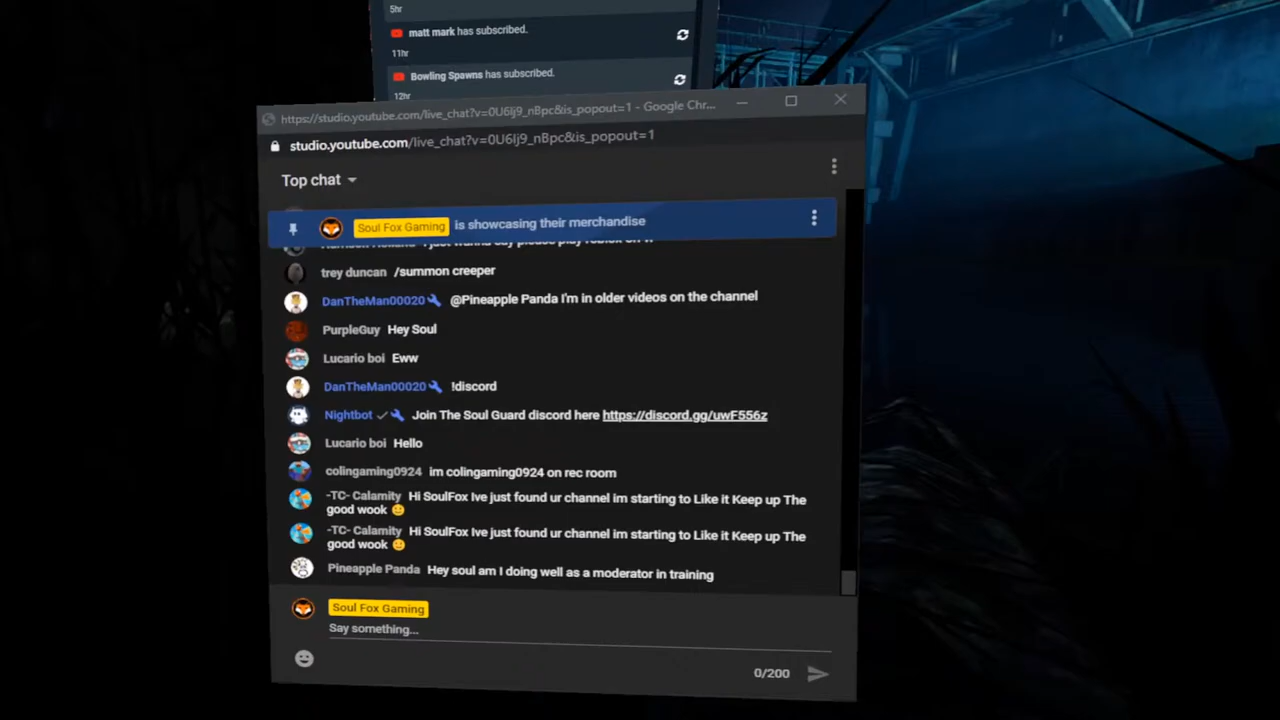 5hr
matt mark has subscribed.
11hr
Bowling Spawns has subscribed.
12hr
https://studio.youtube.com/live_chat?v=0U6Ij9_nBpc&is_popout=1 - Google Chr...
studio.youtube.com/live_chat?v=0U6Ij9_nBpc&is_popout=1
Top chat
Soul Fox Gaming is showcasing their merchandise
trey duncan /summon creeper
DanTheMan00020 @Pineapple Panda I'm in older videos on the channel
PurpleGuy Hey Soul
Lucario boi Eww
DanTheMan00020 !discord
Nightbot Join The Soul Guard discord here https://discord.gg/uwF556z
Lucario boi Hello
colingaming0924 im colingaming0924 on rec room
-TC- Calamity Hi SoulFox Ive just found ur channel im starting to Like it Keep up The
good wook 🙂
-TC- Calamity Hi SoulFox Ive just found ur channel im starting to Like it Keep up The
good wook 🙂
Pineapple Panda Hey soul am I doing well as a moderator in training
Soul Fox Gaming
Say something...
0/200